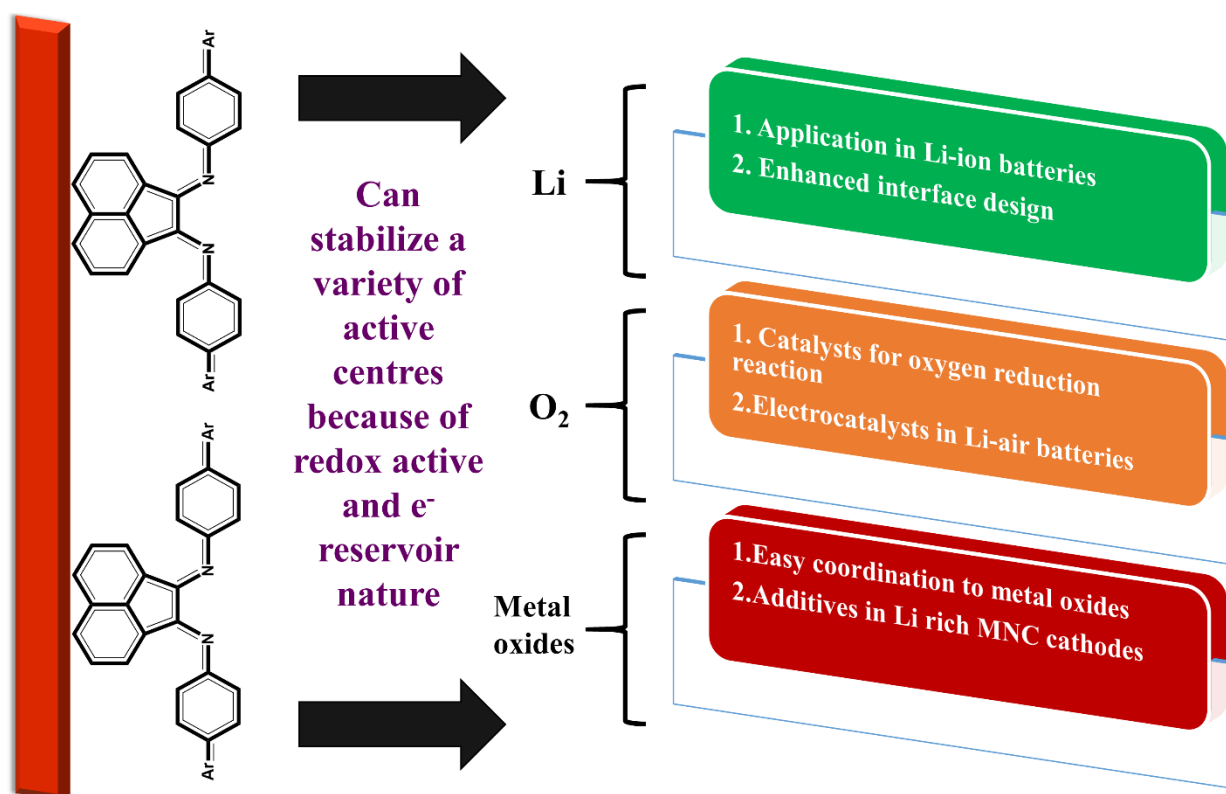 Ar
N
N
Ar
Ar
N
N
Ar
Can
stabilize a
variety of
active
centres
because of
redox active
and e-
reservoir
nature
Li
1. Application in Li-ion batteries
2. Enhanced interface design
O2
1. Catalysts for oxygen reduction
reaction
2.Electrocatalysts in Li-air batteries
Metal
oxides
1.Easy coordination to metal oxides
2.Additives in Li rich MNC cathodes